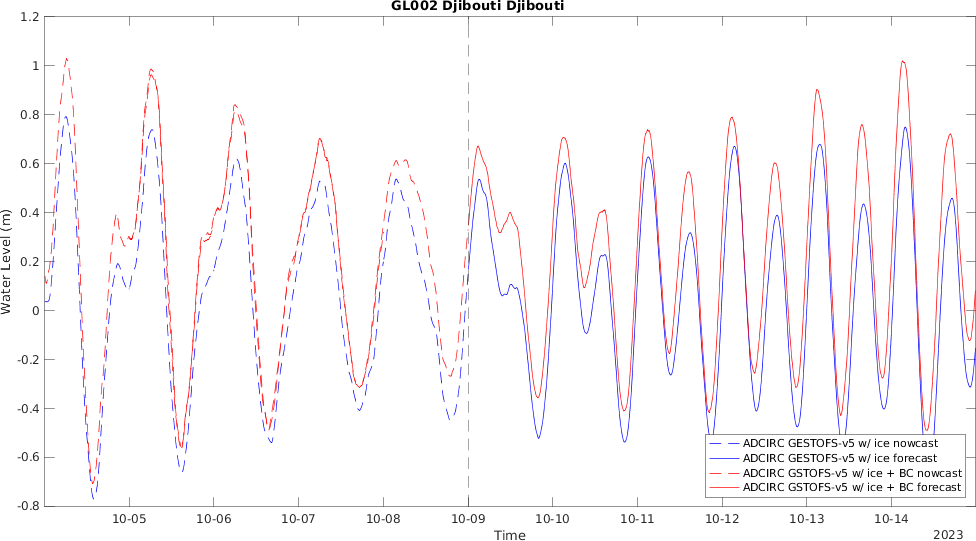 GL002 Djibouti Djibouti
1.2
1
0.8
0.6
0.4
0.2
0
-0.2
-0.4
-0.6
-0.8
Water Level (m)
ADCIRC GESTOFS-v5 w/ ice nowcast
ADCIRC GESTOFS-v5 w/ ice forecast
ADCIRC GSTOFS-v5 w/ ice + BC nowcast
ADCIRC GSTOFS-v5 w/ ice + BC forecast
10-05 10-06 10-07 10-08 10-09 10-10 10-11 10-12 10-13 10-14
Time
2023